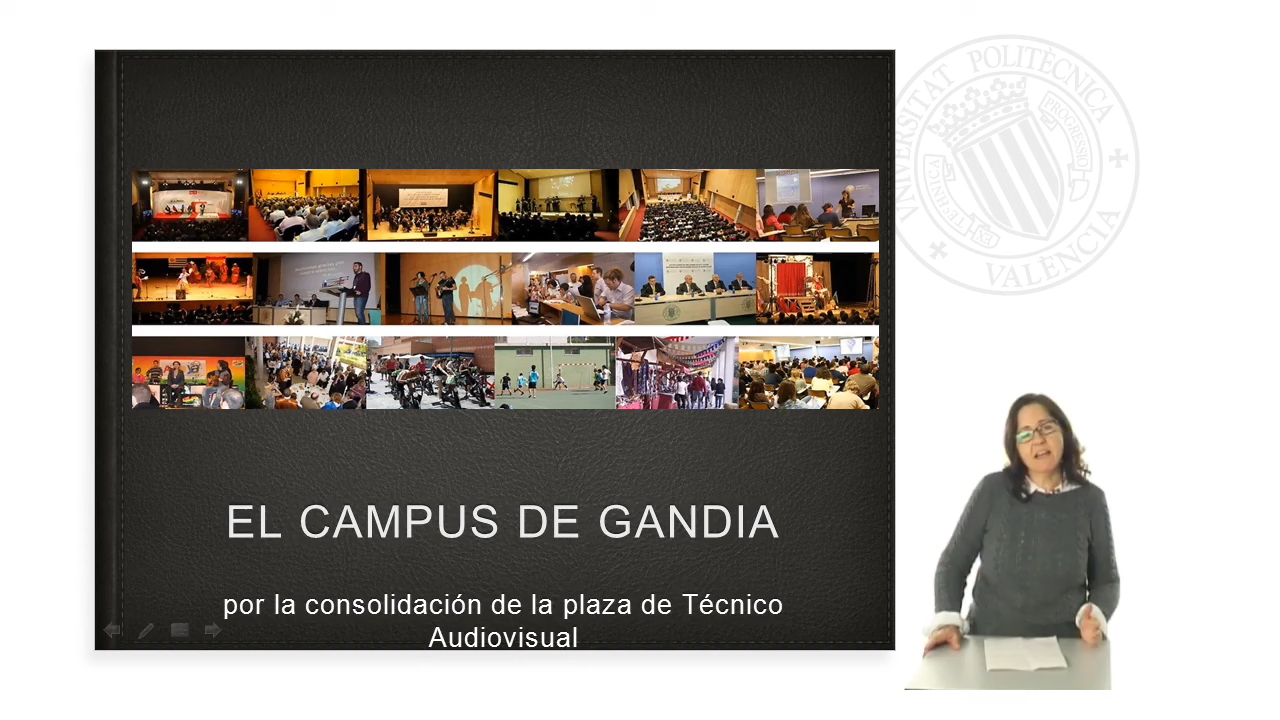 UNIVERSITAT POLITÈCNICA
VALÈNCIA
EL CAMPUS DE GANDIA
por la consolidación de la plaza de Técnico
Audiovisual